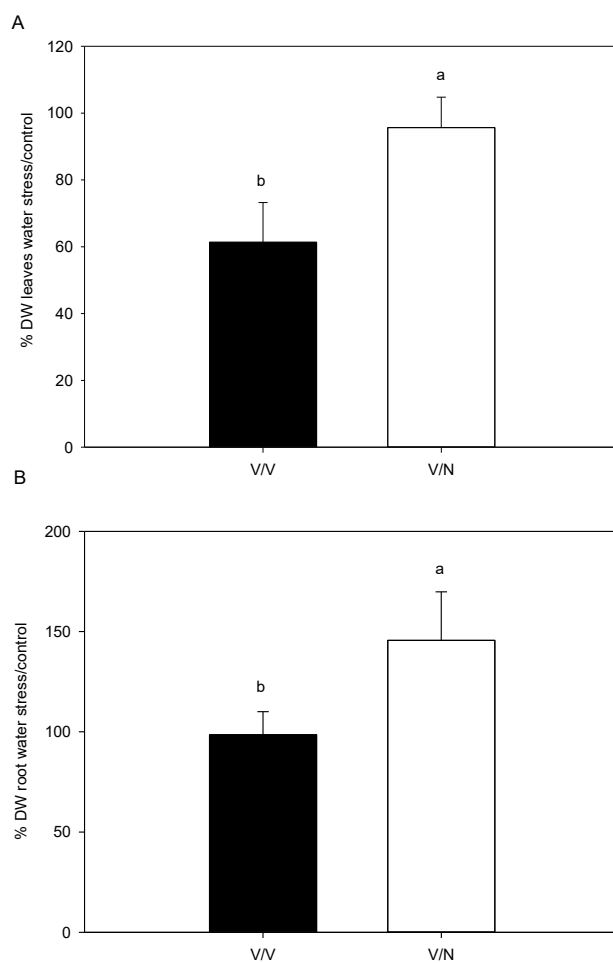 A
% DW leaves water stress/control
120
100
80
60
40
20
0
b
a
V/V
V/N
B
% DW root water stress/control
200
150
100
50
0
b
a
V/V
V/N